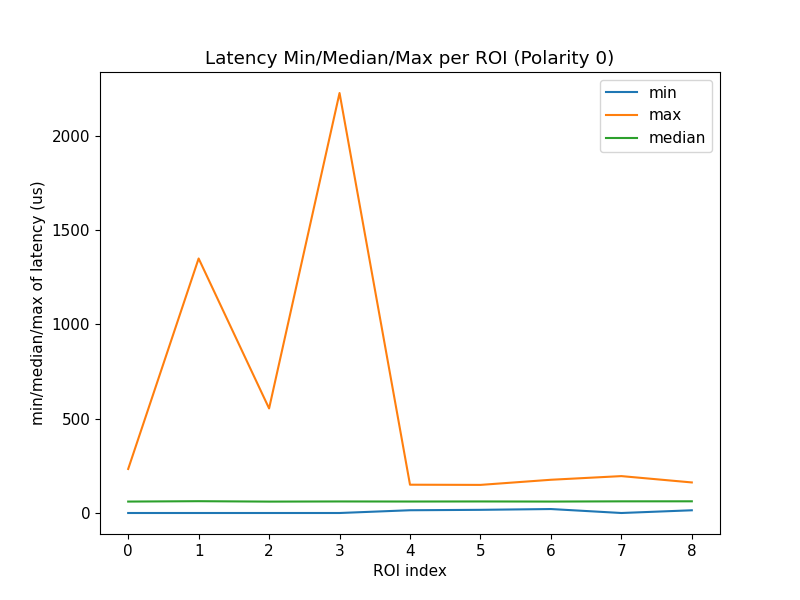 Latency Min/Median/Max per ROI (Polarity 0)
min
max
median
min/median/max of latency (us)
2000
1500
1000
500
0
0 1 2 3 4 5 6 7 8
ROI index